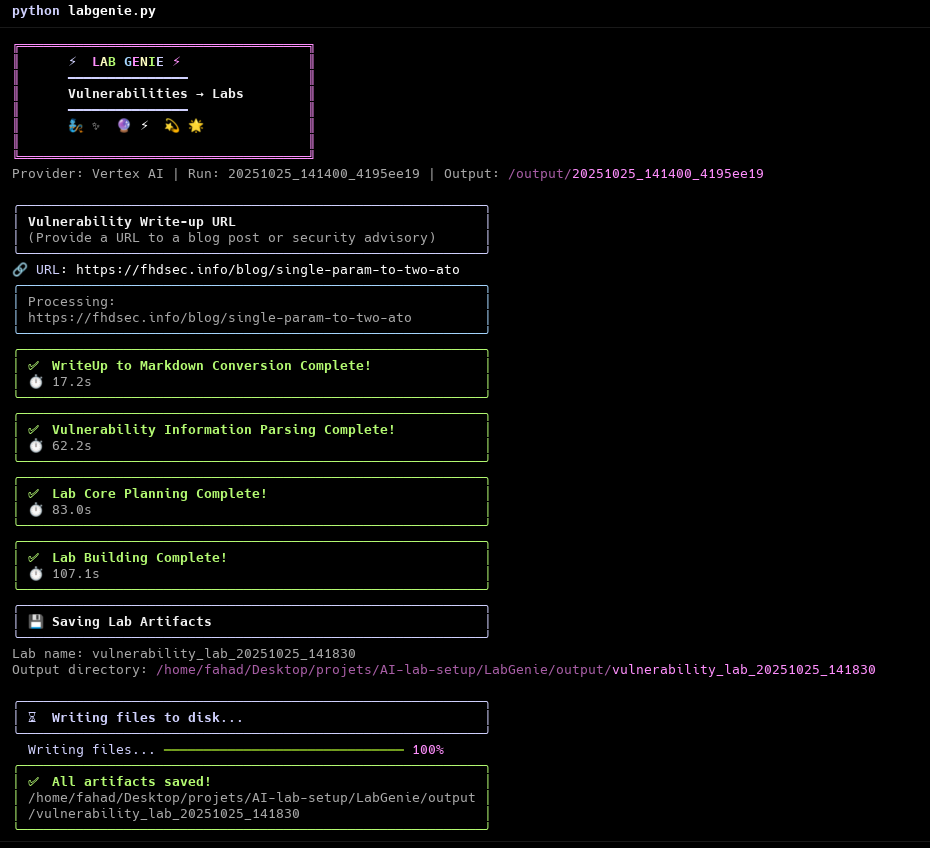 python labgenie.py
⚡ LAB GENIE ⚡
Vulnerabilities → Labs
🧞 ✨ 🔮 ⚡ 💫 🌟
Provider: Vertex AI | Run: 20251025_141400_4195ee19 | Output: /output/20251025_141400_4195ee19
Vulnerability Write-up URL
(Provide a URL to a blog post or security advisory)
🔗 URL: https://fhdsec.info/blog/single-param-to-two-ato
Processing:
https://fhdsec.info/blog/single-param-to-two-ato
✅ WriteUp to Markdown Conversion Complete!
⏱️ 17.2s
✅ Vulnerability Information Parsing Complete!
⏱️ 62.2s
✅ Lab Core Planning Complete!
⏱️ 83.0s
✅ Lab Building Complete!
⏱️ 107.1s
💾 Saving Lab Artifacts
Lab name: vulnerability_lab_20251025_141830
Output directory: /home/fahad/Desktop/projets/AI-lab-setup/LabGenie/output/vulnerability_lab_20251025_141830
⏳ Writing files to disk...
Writing files... 100%
✅ All artifacts saved!
/home/fahad/Desktop/projets/AI-lab-setup/LabGenie/output
/vulnerability_lab_20251025_141830